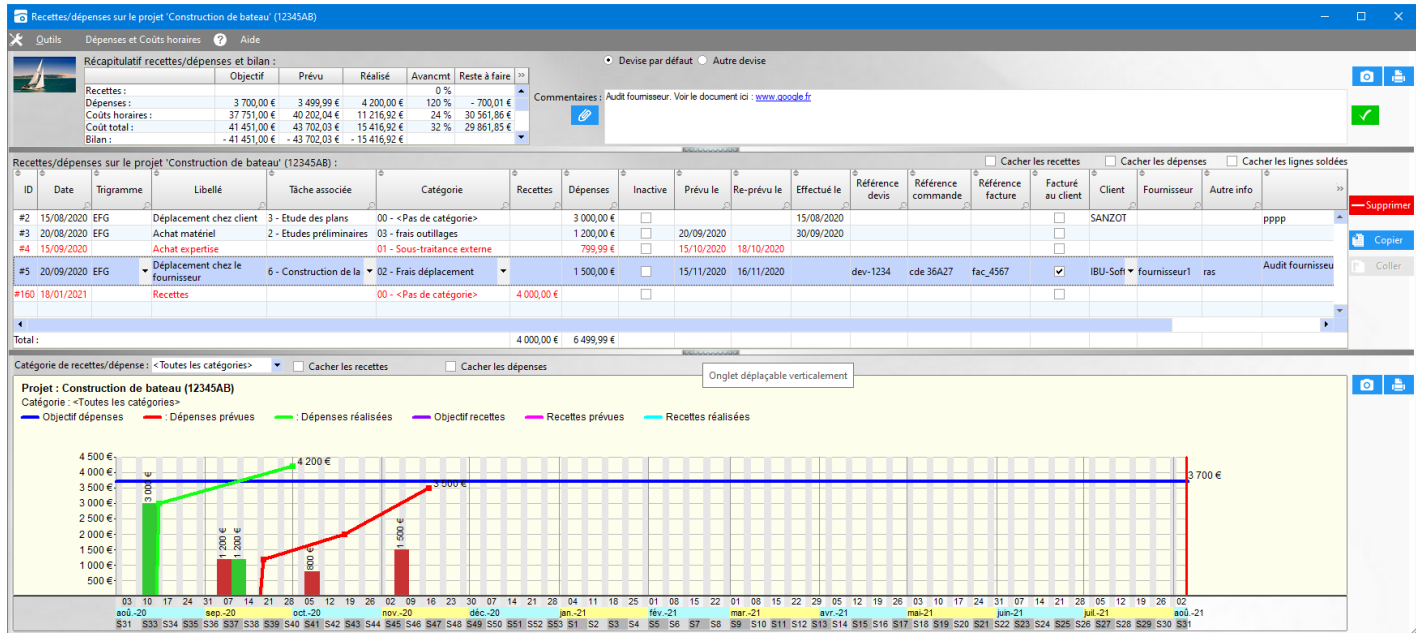 Recettes/dépenses sur le projet 'Construction de bateau' (12345AB)
Outils Dépenses et Coûts horaires ? Aide
Récapitulatif recettes/dépenses et bilan :
Devise par défaut Autre devise
Objectif Prévu Réalisé Avancmt Reste à faire »
Recettes : 0 %
Dépenses : 3 700,00 € 3 499,99 € 4 200,00 € 120 % - 700,01 €
Coûts horaires : 37 751,00 € 40 202,04 € 11 216,92 € 24 % 30 561,86 €
Coût total : 41 451,00 € 43 702,03 € 15 416,92 € 32 % 29 861,85 €
Bilan : - 41 451,00 € - 43 702,03 € - 15 416,92 €
Commentaires : Audit fournisseur. Voir le document ici : www.google.fr
Recettes/dépenses sur le projet 'Construction de bateau' (12345AB) :
Cacher les recettes Cacher les dépenses Cacher les lignes soldées
ID Date Trigramme Libellé Tâche associée Catégorie Recettes Dépenses Inactive Prévu le Re-prévu le Effectué le Référence devis Référence commande Référence facture Facturé au client Client Fournisseur Autre info »
#2 15/08/2020 EFG Déplacement chez client 3 - Etude des plans 00 - <Pas de catégorie> 3 000,00 € 15/08/2020 SANZOT pppp
#3 20/08/2020 EFG Achat matériel 2 - Etudes préliminaires 03 - frais outillages 1 200,00 € 20/09/2020 30/09/2020
#4 15/09/2020 Achat expertise 01 - Sous-traitance externe 799,99 € 15/10/2020 18/10/2020
#5 20/09/2020 EFG Déplacement chez le fournisseur 6 - Construction de la 02 - Frais déplacement 1 500,00 € 15/11/2020 16/11/2020 dev-1234 cde 36A27 fac_4567 IBU-Soft fournisseur1 ras Audit fournisseu
#160 18/01/2021 Recettes 00 - <Pas de catégorie> 4 000,00 €
Total : 4 000,00 € 6 499,99 €
Supprimer
Copier
Coller
Catégorie de recettes/dépense : <Toutes les catégories> Cacher les recettes Cacher les dépenses
Onglet déplaçable verticalement
Projet : Construction de bateau (12345AB)
Catégorie : <Toutes les catégories>
Objectif dépenses : Dépenses prévues : Dépenses réalisées Objectif recettes Recettes prévues Recettes réalisées
4 500 €
4 000 €
3 500 €
3 000 €
2 500 €
2 000 €
1 500 €
1 000 €
500 €
3 000 €
1 200 €
1 200 €
800 €
1 500 €
4 200 €
3 500 €
3 700 €
03 10 17 24 31 07 14 21 28 05 12 19 26 02 09 16 23 30 07 14 21 28 04 11 18 25 01 08 15 22 01 08 15 22 29 05 12 19 26 03 10 17 24 31 07 14 21 28 05 12 19 26 02
aoû.-20 sep.-20 oct.-20 nov.-20 déc.-20 jan.-21 fév.-21 mar.-21 avr.-21 mai-21 juin-21 juil.-21 aoû.-21
S31 S33 S34 S35 S36 S37 S38 S39 S40 S41 S42 S43 S44 S45 S46 S47 S48 S49 S50 S51 S52 S53 S1 S2 S3 S4 S5 S6 S7 S8 S9 S10 S11 S12 S13 S14 S15 S16 S17 S18 S19 S20 S21 S22 S23 S24 S25 S26 S27 S28 S29 S30 S31